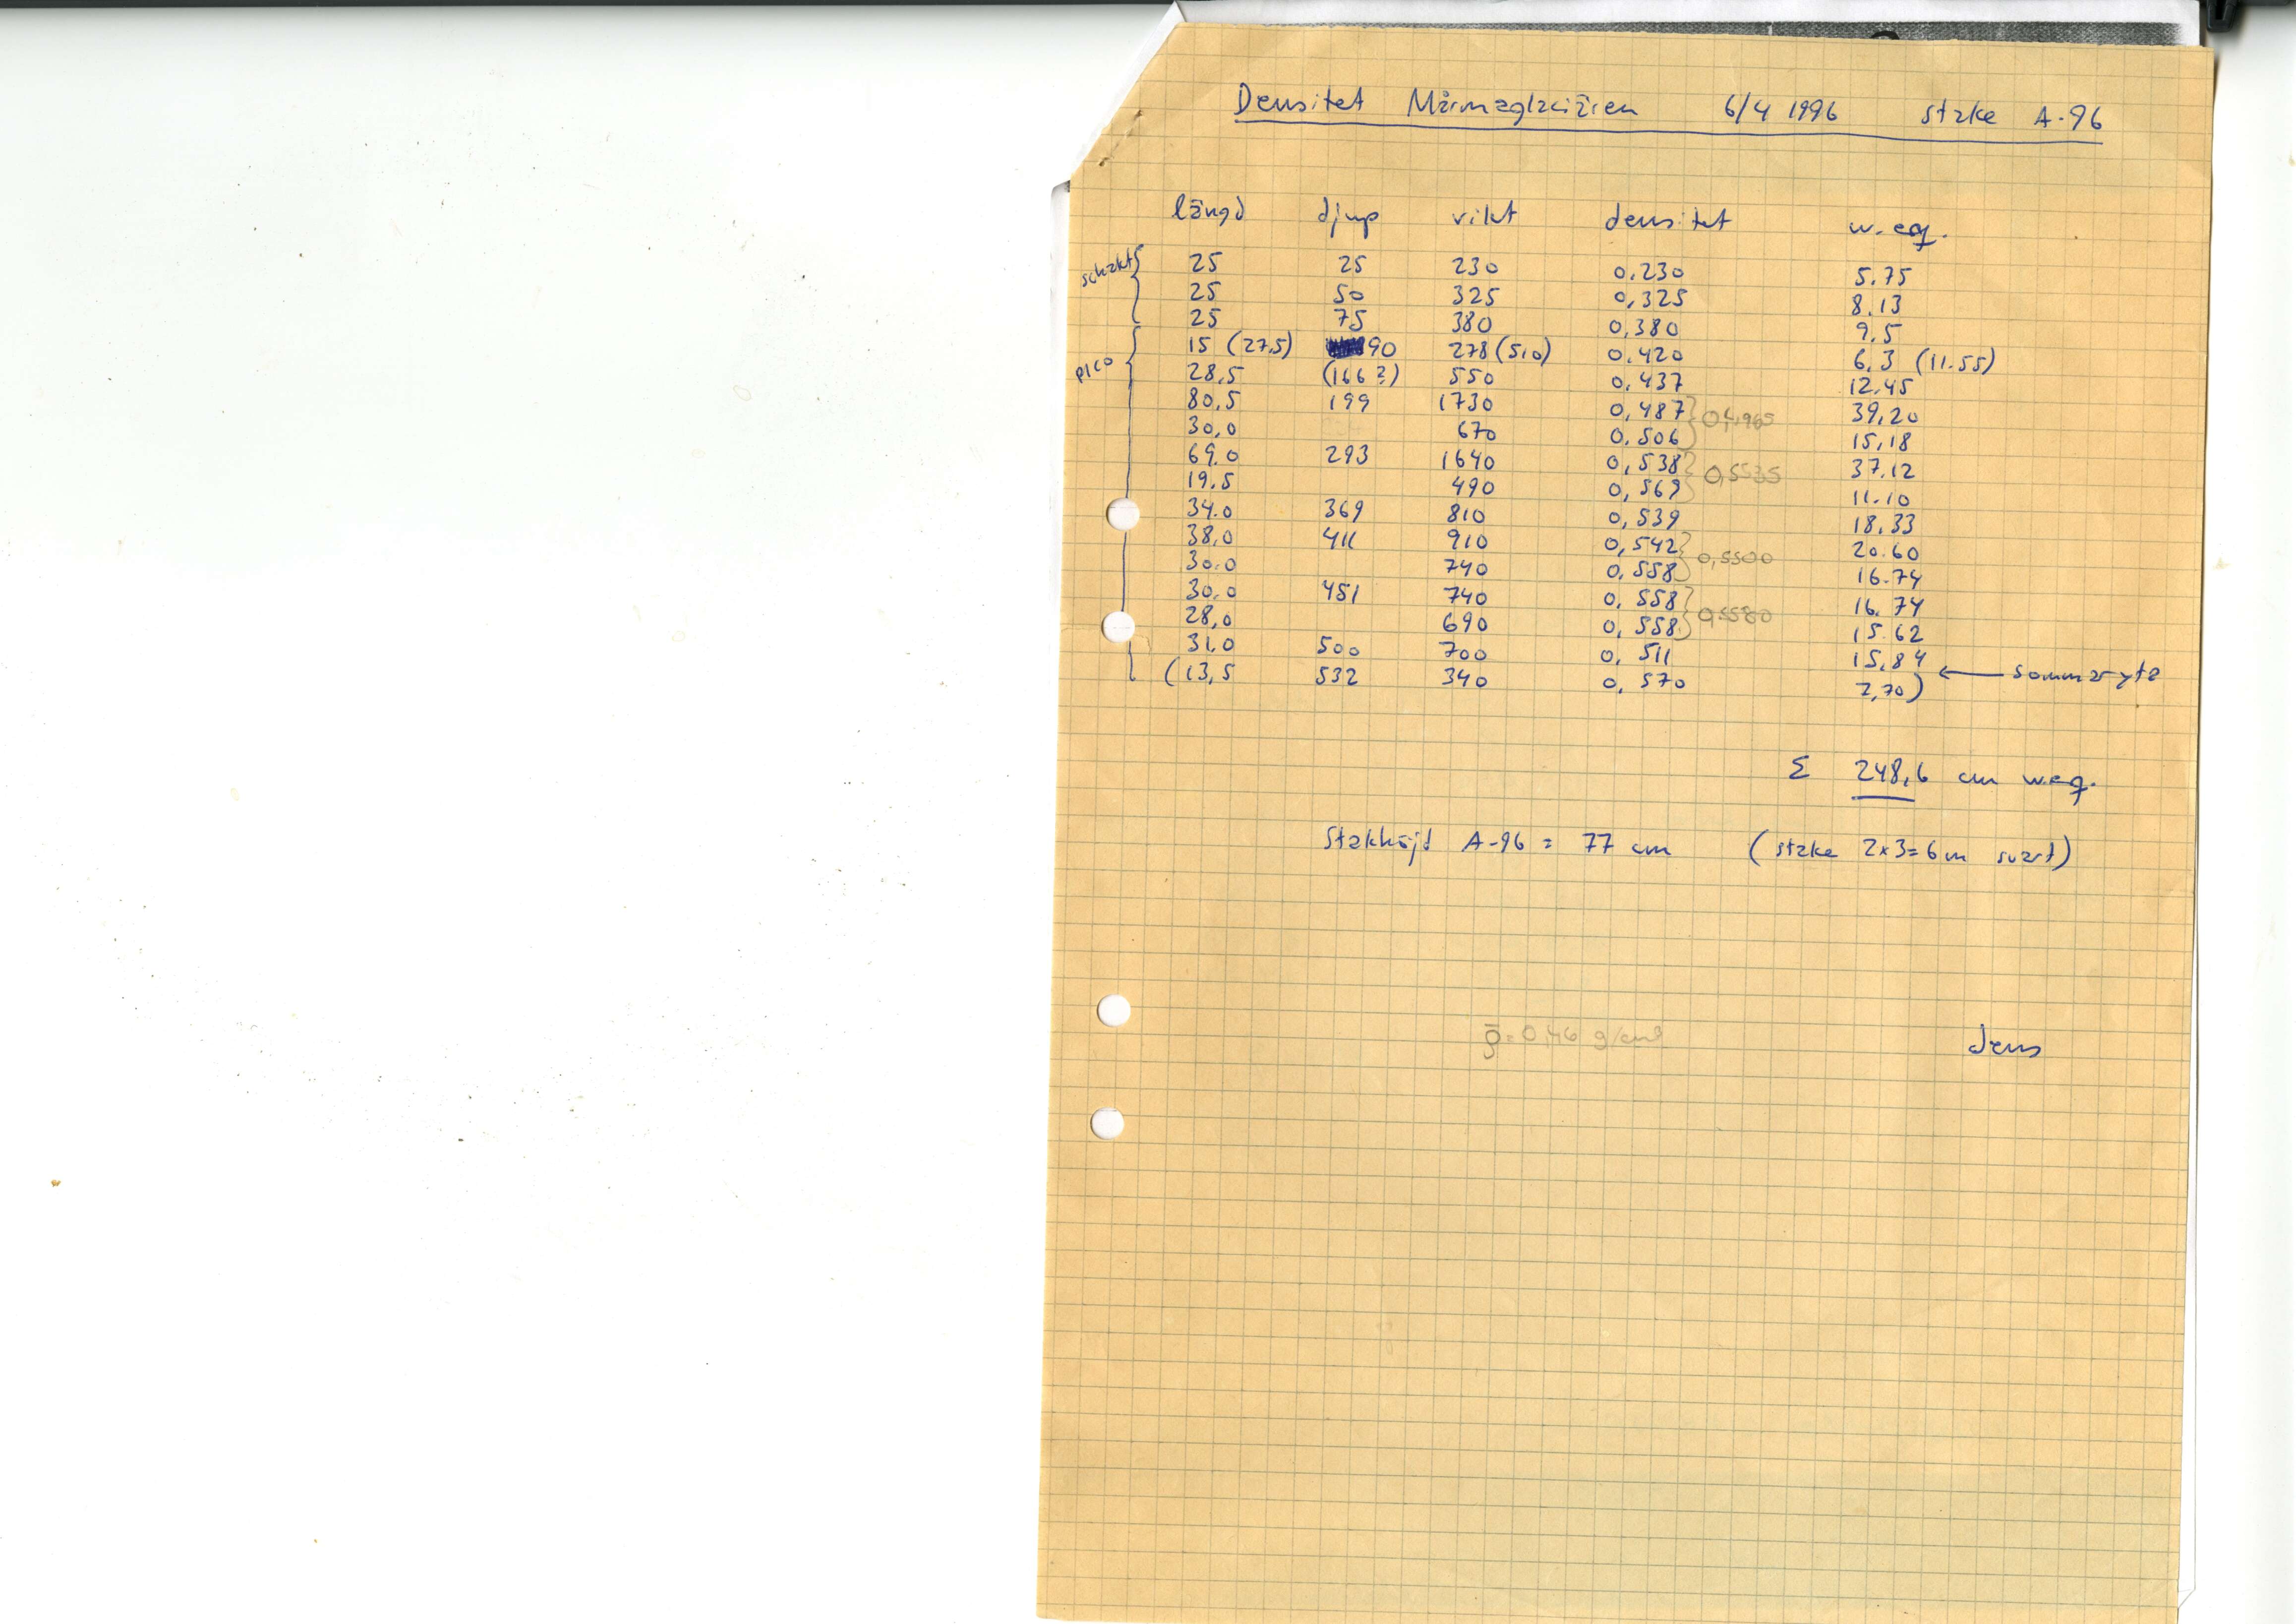 Densitet Mårmaglaciären 6/4 1996 stake A-96
längd djup vikt densitet w.eq.
schakt 25 25 230 0.230 5.75
25 50 325 0,325 8.13
25 75 380 0,380 9.5
pico 15 (27,5) 90 278 (510) 0.420 6,3 (11.55)
28,5 (166?) 550 0,437 12,45
80,5 199 1730 0,487 39,20
0,4965
30,0 670 0.506 15,18
69,0 293 1640 0,538 37.12
0,5535
19,5 490 0,569 11.10
34.0 369 810 0,539 18.33
38,0 411 910 0,542 20.60
0,5500
30.0 740 0.558 16.74
30,0 451 740 0. 558 16. 74
0,5580
28,0 690 0, 558 15.62
31,0 500 700 0. 511 15,84
(13,5 532 340 0. 570 7,70) ← sommaryta
Σ 248,6 cm w.eq.
Stakhöjd A-96 = 77 cm (stake 2x3=6m svart)
ρ̄=0,46 g/cm³
dens